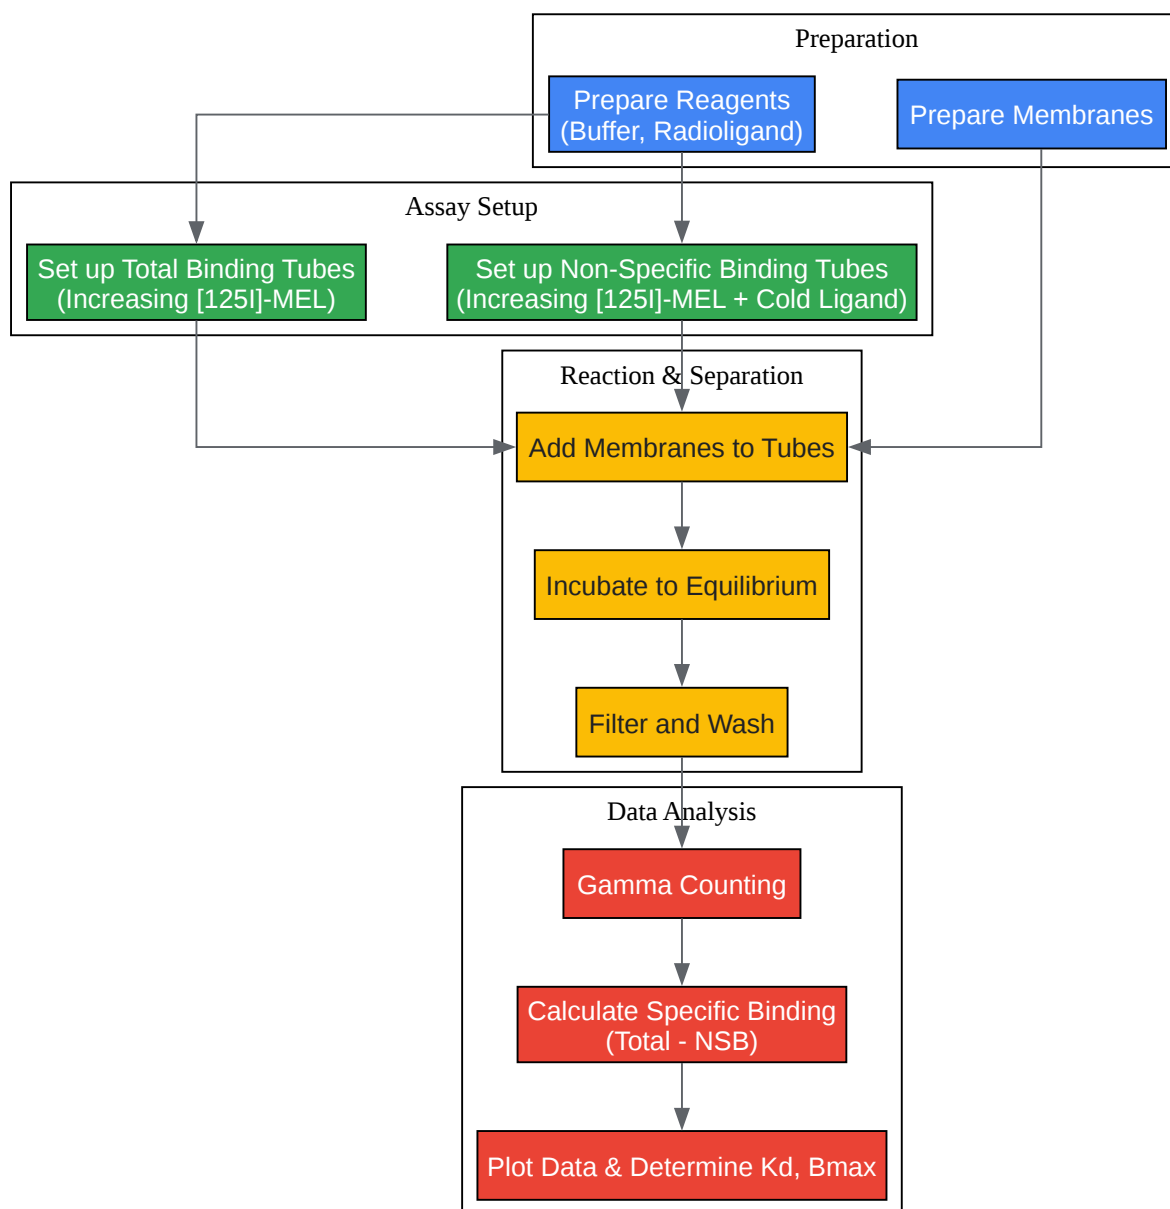 Preparation
Prepare Reagents
(Buffer, Radioligand)
Prepare Membranes
Assay Setup
Set up Total Binding Tubes
(Increasing [125I]-MEL)
Set up Non-Specific Binding Tubes
(Increasing [125I]-MEL + Cold Ligand)
Reaction & Separation
Add Membranes to Tubes
Incubate to Equilibrium
Filter and Wash
Data Analysis
Gamma Counting
Calculate Specific Binding
(Total - NSB)
Plot Data & Determine Kd, Bmax